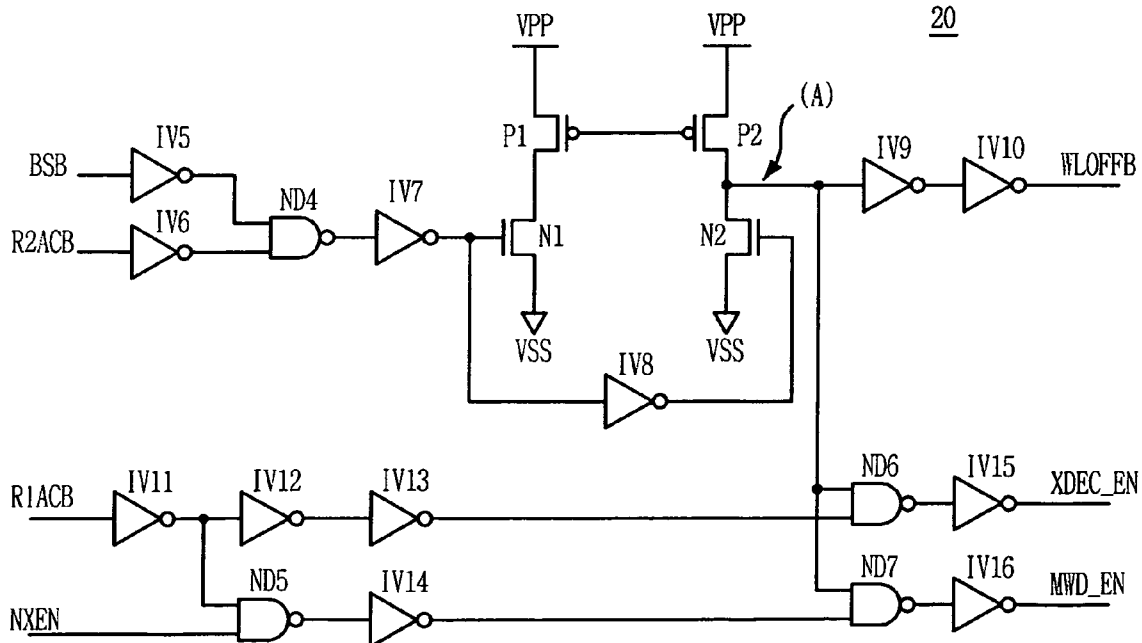 20
VPP
VPP
(A)
P1
P2
IV5
BSB
ND4
IV7
IV9
IV10
WLOFFB
R2ACB
IV6
N1
N2
VSS
VSS
IV8
R1ACB
IV11
IV12
IV13
ND6
IV15
XDEC_EN
ND5
IV14
ND7
IV16
MWD_EN
NXEN